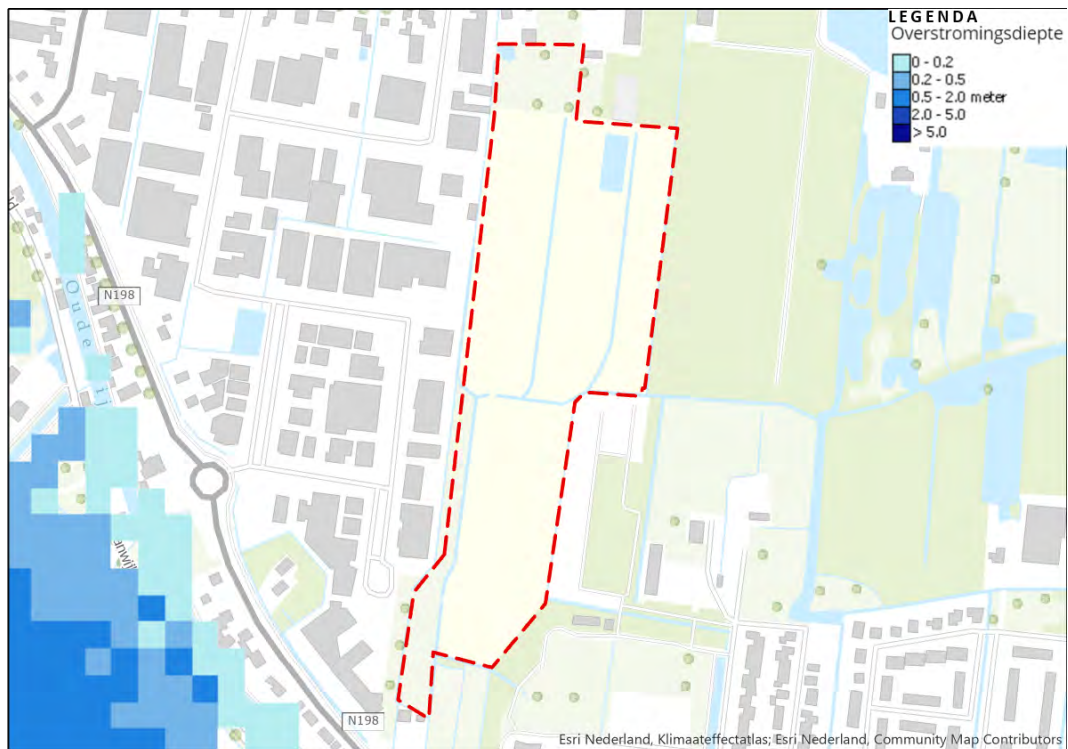 LEGENDA
Overstromingsdiepte
0 - 0.2
0.2 - 0.5
0.5 - 2.0 meter
2.0 - 5.0
> 5.0
N198
Oude
N198
Esri Nederland, Klimaateffectatlas; Esri Nederland, Community Map Contributors